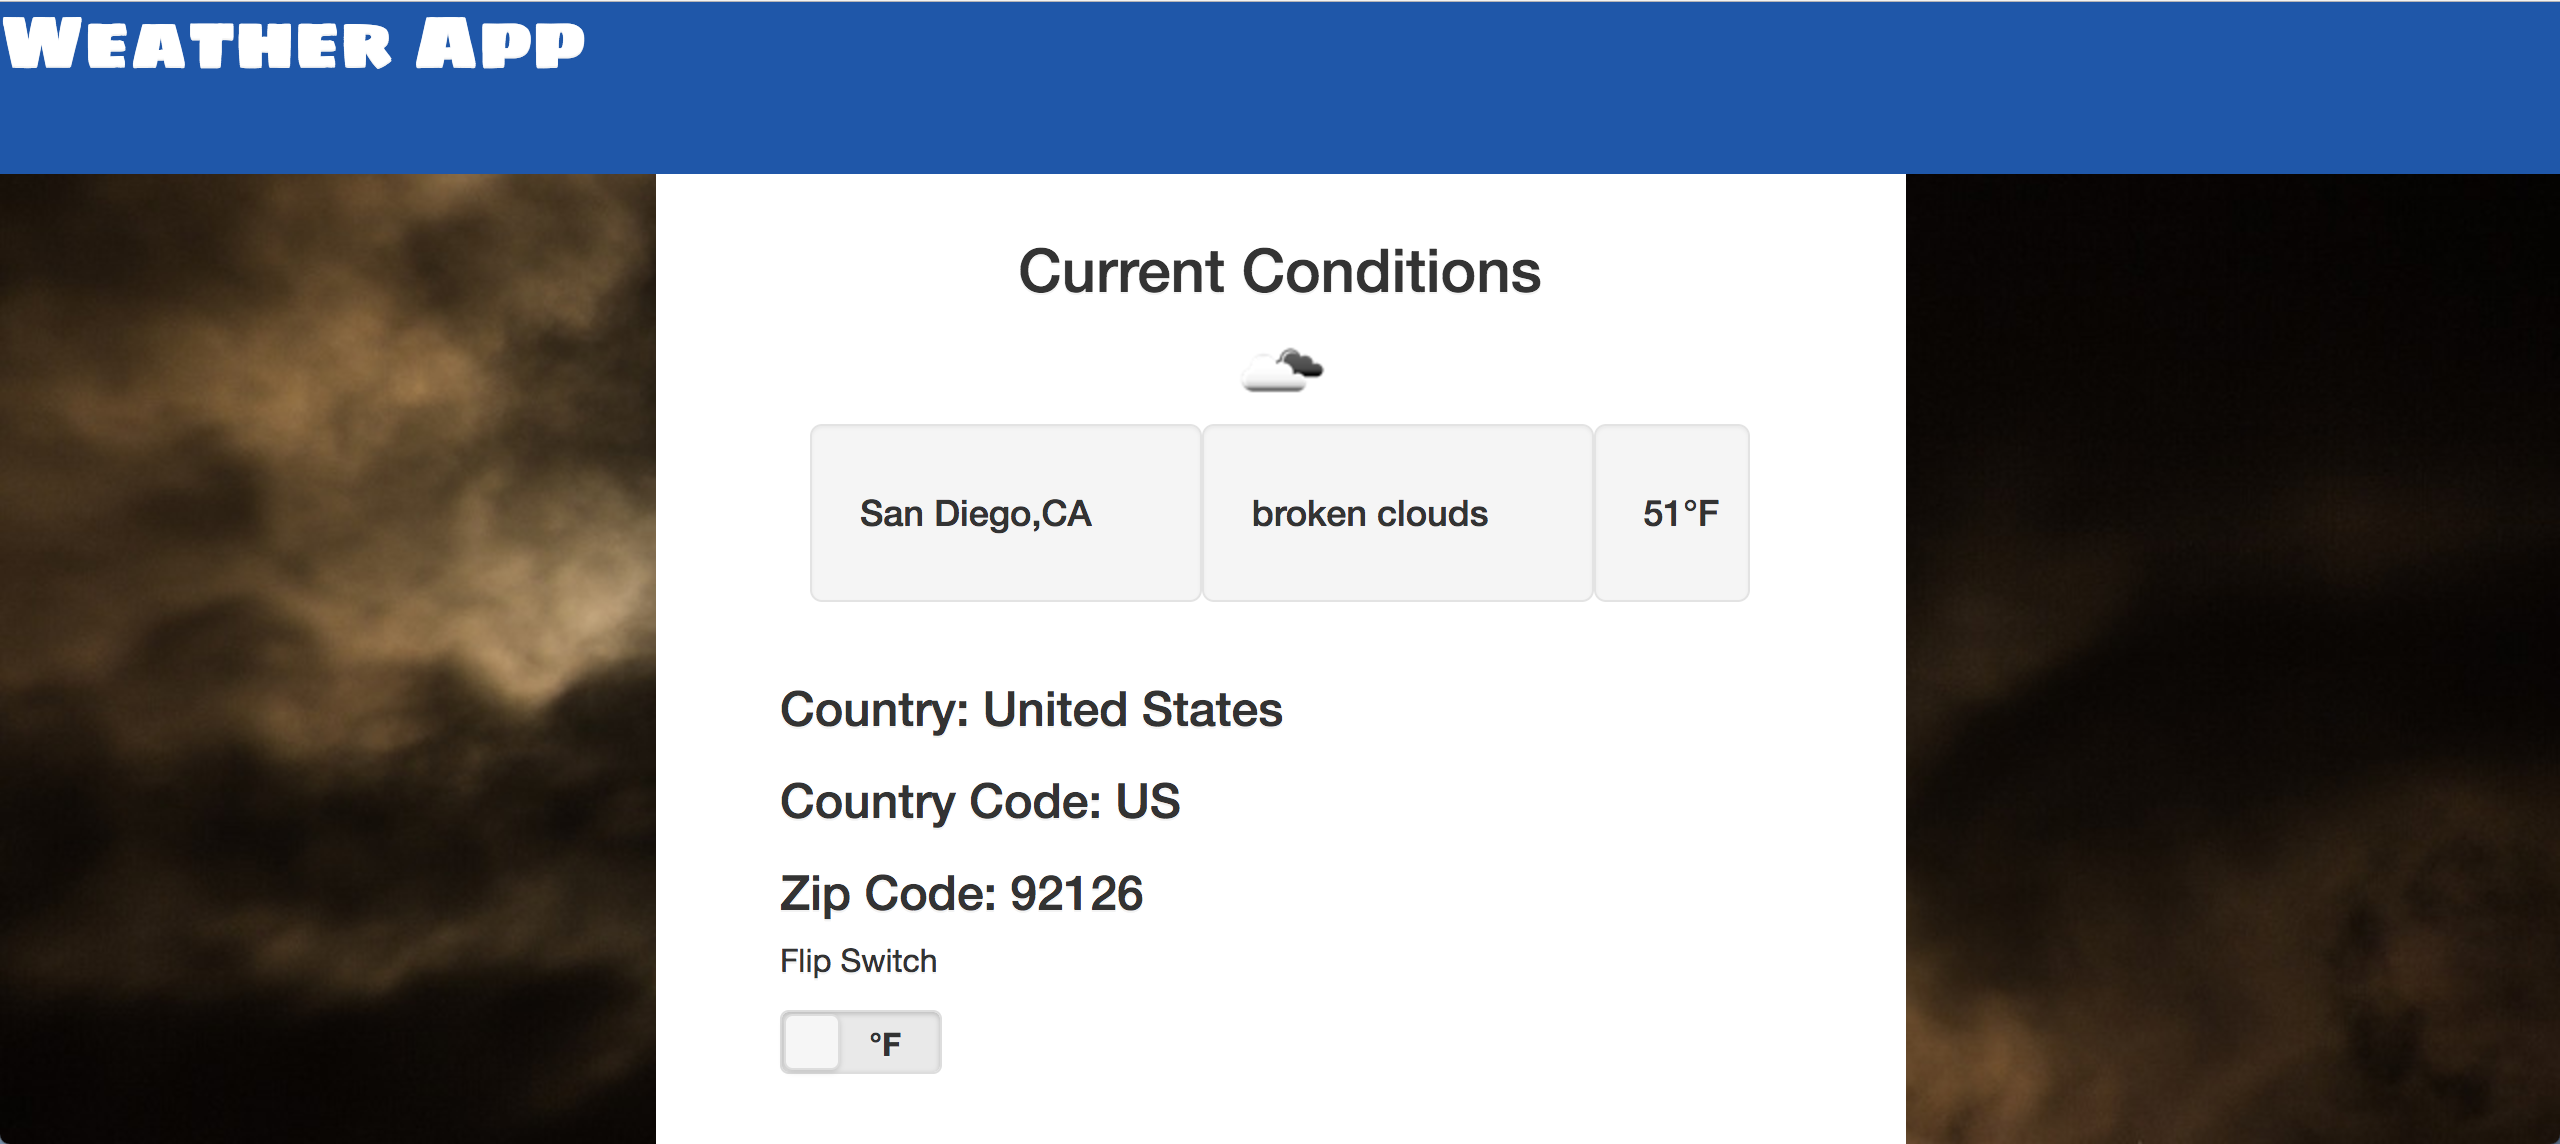 Weather App
Current Conditions
San Diego,CA
broken clouds
51°F
Country: United States
Country Code: US
Zip Code: 92126
Flip Switch
°F